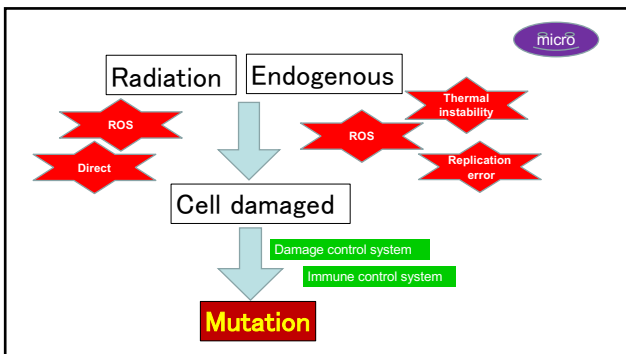 micro
Radiation
Endogenous
Thermal
instability
ROS
ROS
Direct
Replication
error
Cell damaged
Damage control system
Immune control system
Mutation